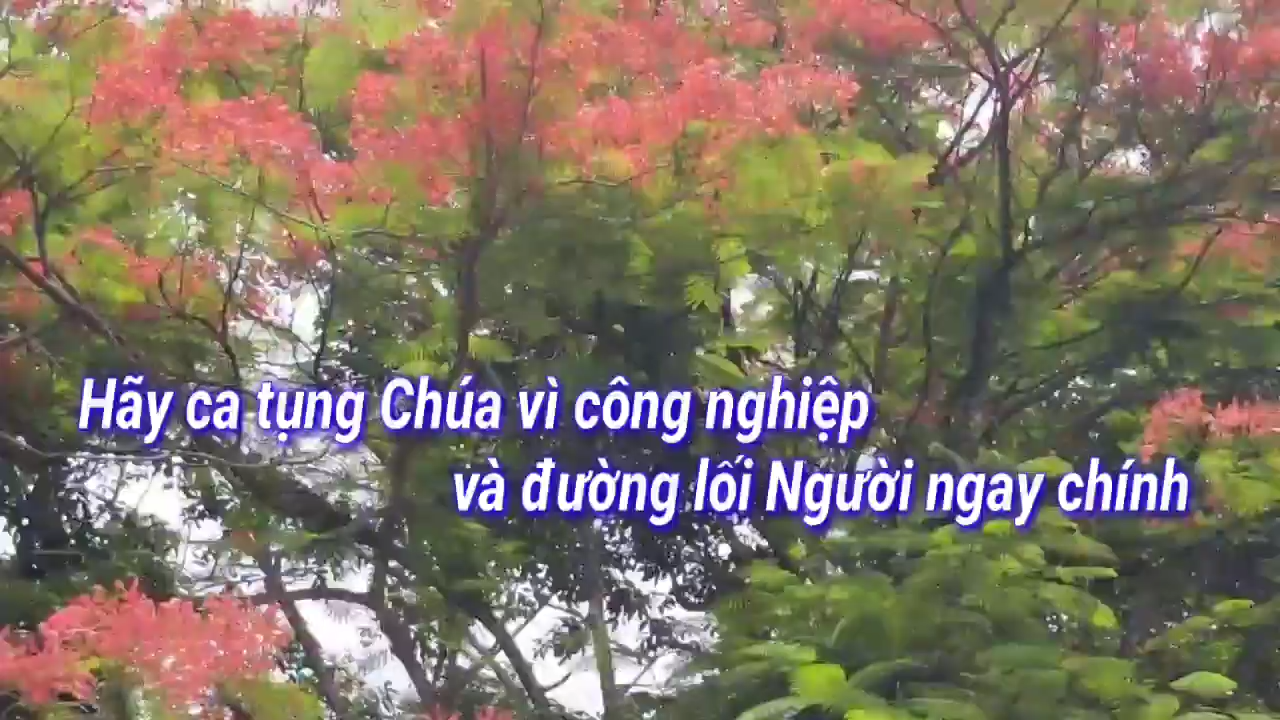 Hãy ca tụng Chúa vì công nghiệp
và đường lối Người ngay chính